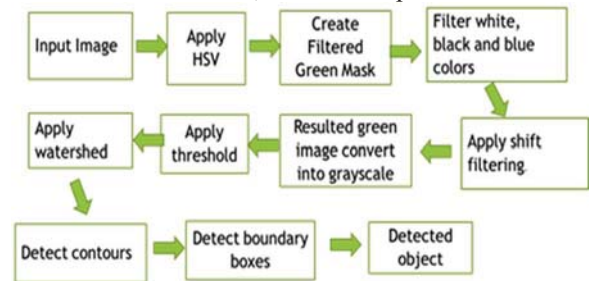 Input Image
Apply
HSV
Create
Filtered
Green Mask
Filter white,
black and blue
colors
Apply shift
filtering.
Resulted green
image convert
into grayscale
Apply
threshold
Apply
watershed
Detect contours
Detect boundary
boxes
Detected
object